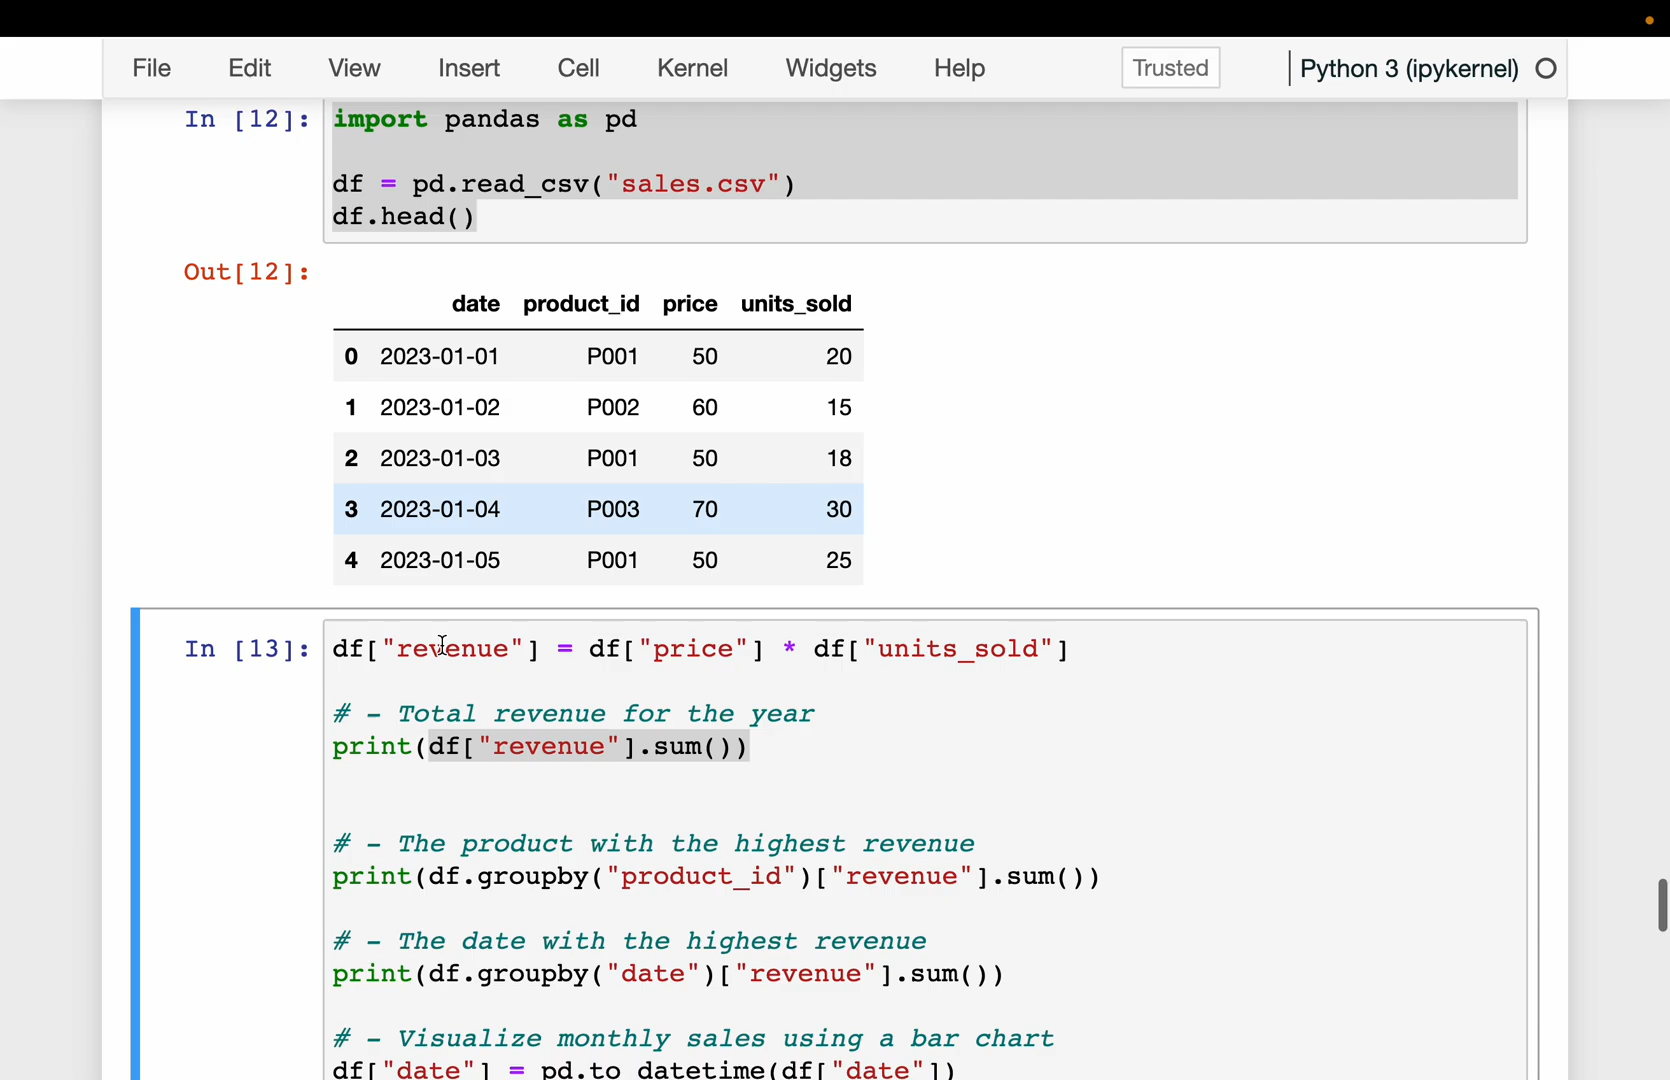 File Edit View Insert Cell Kernel Widgets Help Trusted Python 3 (ipykernel)
In [12]: import pandas as pd
df = pd.read_csv("sales.csv")
df.head()
Out[12]:
date product_id price units_sold
0 2023-01-01 P001 50 20
1 2023-01-02 P002 60 15
2 2023-01-03 P001 50 18
3 2023-01-04 P003 70 30
4 2023-01-05 P001 50 25
In [13]: df["revenue"] = df["price"] * df["units_sold"]
# - Total revenue for the year
print(df["revenue"].sum())
# - The product with the highest revenue
print(df.groupby("product_id")["revenue"].sum())
# - The date with the highest revenue
print(df.groupby("date")["revenue"].sum())
# - Visualize monthly sales using a bar chart
df["date"] = pd.to_datetime(df["date"])